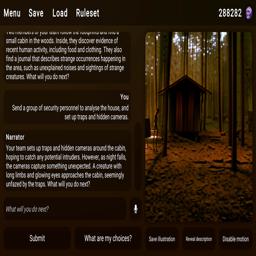 Menu Save Load Ruleset 288282
Two members of your team follow the footprints and find a
small cabin in the woods. Inside, they discover evidence of
recent human activity, including food and clothing. They also
find a journal that describes strange occurrences happening in
the area, such as unexplained noises and sightings of strange
creatures. What will you do next?
You
Send a group of security personnel to analyse the house, and
set up traps and hidden cameras.
Narrator
Your team sets up traps and hidden cameras around the cabin,
hoping to catch any potential intruders. However, as night falls,
the cameras capture something unexpected. A creature with
long limbs and glowing eyes approaches the cabin, seemingly
unfazed by the traps. What will you do next?
What will you do next?
Submit What are my choices? Save illustration Reveal description Disable motion